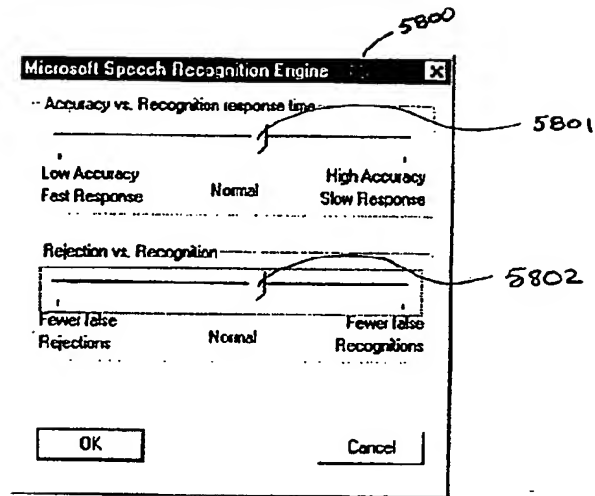 5800
Microsoft Speech Recognition Engine
Accuracy vs. Recognition response time
5801
Low Accuracy
Fast Response
Normal
High Accuracy
Slow Response
Rejection vs. Recognition
5802
Fewer false
Rejections
Normal
Fewer false
Recognitions
OK
Cancel